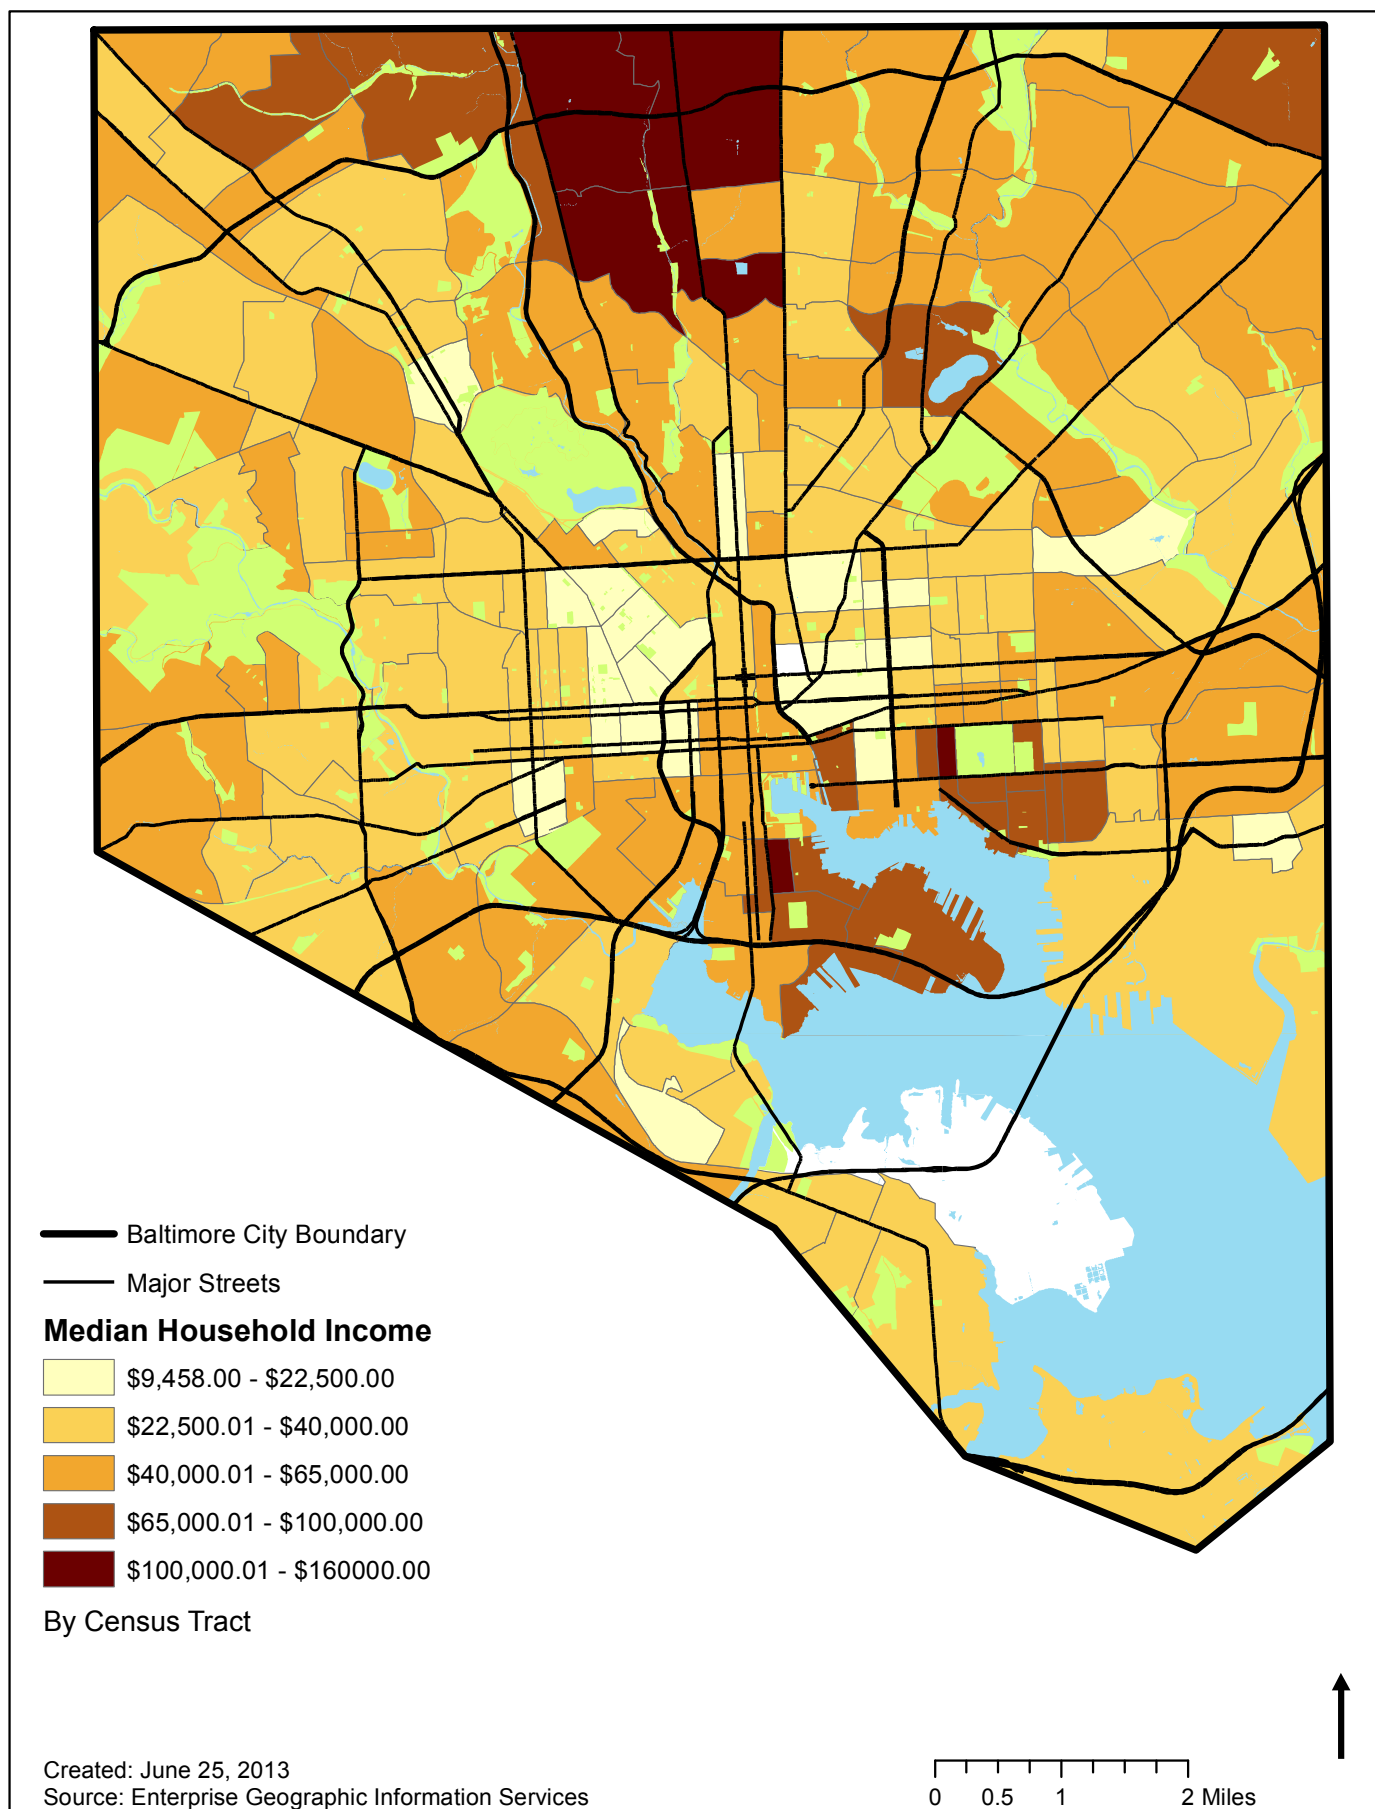 Baltimore City Boundary
Major Streets
Median Household Income
$9,458.00 - $22,500.00
$22,500.01 - $40,000.00
$40,000.01 - $65,000.00
$65,000.01 - $100,000.00
$100,000.01 - $160000.00
By Census Tract
Created: June 25, 2013
Source: Enterprise Geographic Information Services
0 0.5 1 2 Miles